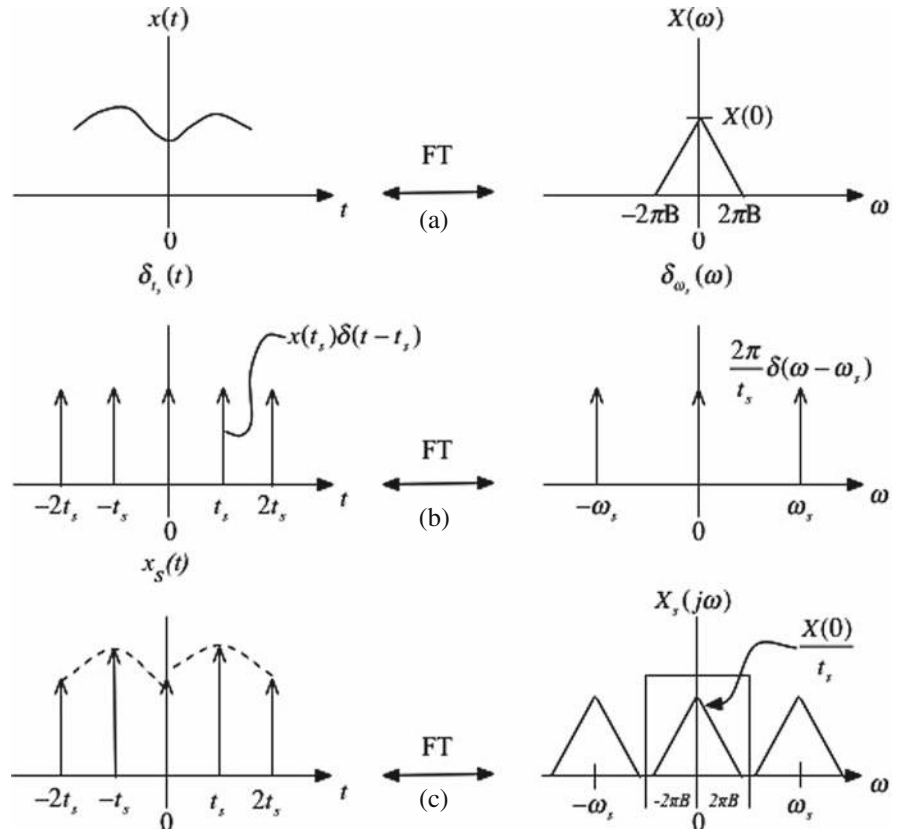 x(t)
X(ω)
X(0)
FT
t
−2πB 2πB
ω
(a)
0
0
δ_{t_s}(t)
δ_{ω_s}(ω)
x(t_s)δ(t − t_s)
\frac{2π}{t_s} δ(ω − ω_s)
FT
−2t_s −t_s t_s 2t_s t
−ω_s ω_s ω
0
(b)
0
x_s(t)
X_s(jω)
\frac{X(0)}{t_s}
FT
−2t_s −t_s t_s 2t_s t
−ω_s -2πB 2πB ω_s ω
0
(c)
0